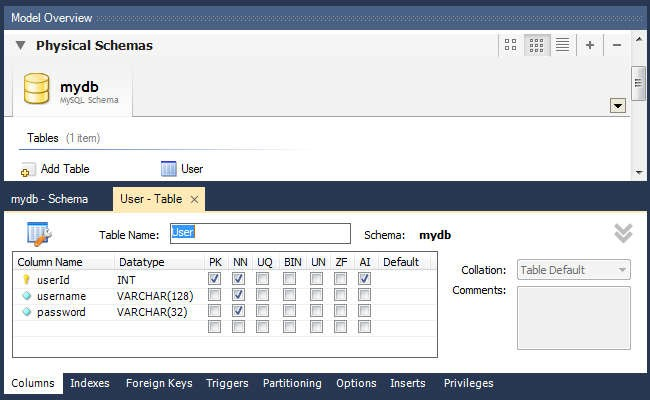 Model Overview
Physical Schemas
mydb
MySQL Schema
Tables (1 item)
Add Table User
mydb - Schema User - Table
Table Name: User Schema: mydb
Column Name Datatype PK NN UQ BIN UN ZF AI Default
userId INT
username VARCHAR(128)
password VARCHAR(32)
Collation: Table Default
Comments:
Columns Indexes Foreign Keys Triggers Partitioning Options Inserts Privileges